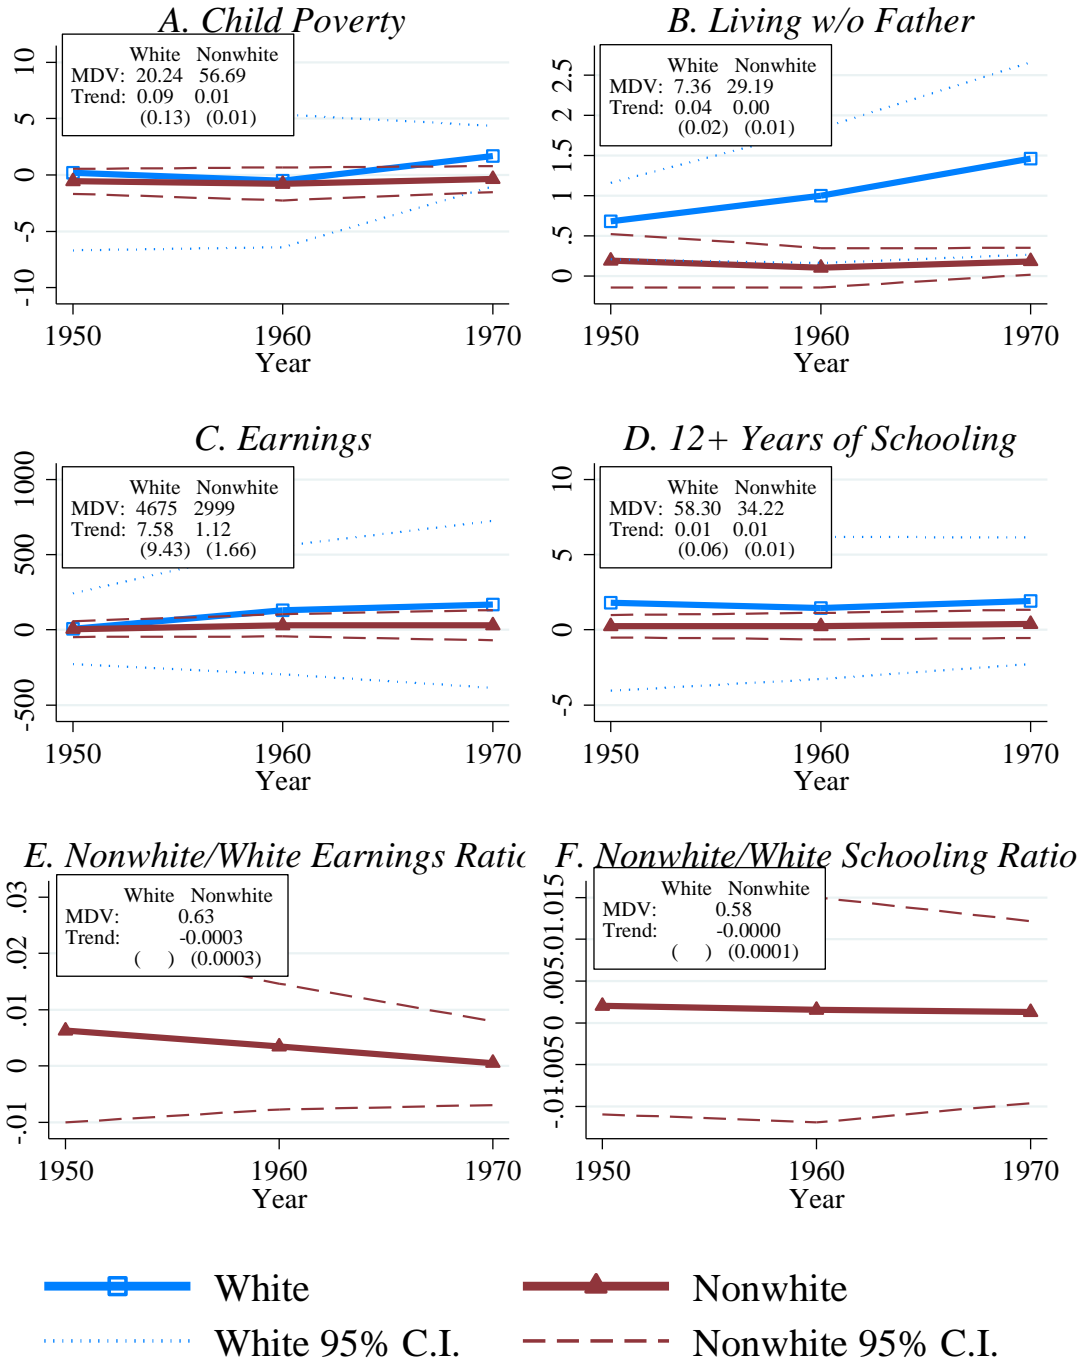 A. Child Poverty
White Nonwhite
MDV: 20.24 56.69
Trend: 0.09 0.01
(0.13) (0.01)
10
5
0
-5
-10
1950 1960 1970
Year
B. Living w/o Father
White Nonwhite
MDV: 7.36 29.19
Trend: 0.04 0.00
(0.02) (0.01)
2.5
2
1.5
1
.5
0
1950 1960 1970
Year
C. Earnings
White Nonwhite
MDV: 4675 2999
Trend: 7.58 1.12
(9.43) (1.66)
1000
500
0
-500
1950 1960 1970
Year
D. 12+ Years of Schooling
White Nonwhite
MDV: 58.30 34.22
Trend: 0.01 0.01
(0.06) (0.01)
10
5
0
-5
1950 1960 1970
Year
E. Nonwhite/White Earnings Ratio
White Nonwhite
MDV: 0.63
Trend: -0.0003
( ) (0.0003)
.03
.02
.01
0
-.01
1950 1960 1970
Year
F. Nonwhite/White Schooling Ratio
White Nonwhite
MDV: 0.58
Trend: -0.0000
( ) (0.0001)
.015
.01
.005
0
-.005
-.01
1950 1960 1970
Year
White Nonwhite
White 95% C.I. Nonwhite 95% C.I.